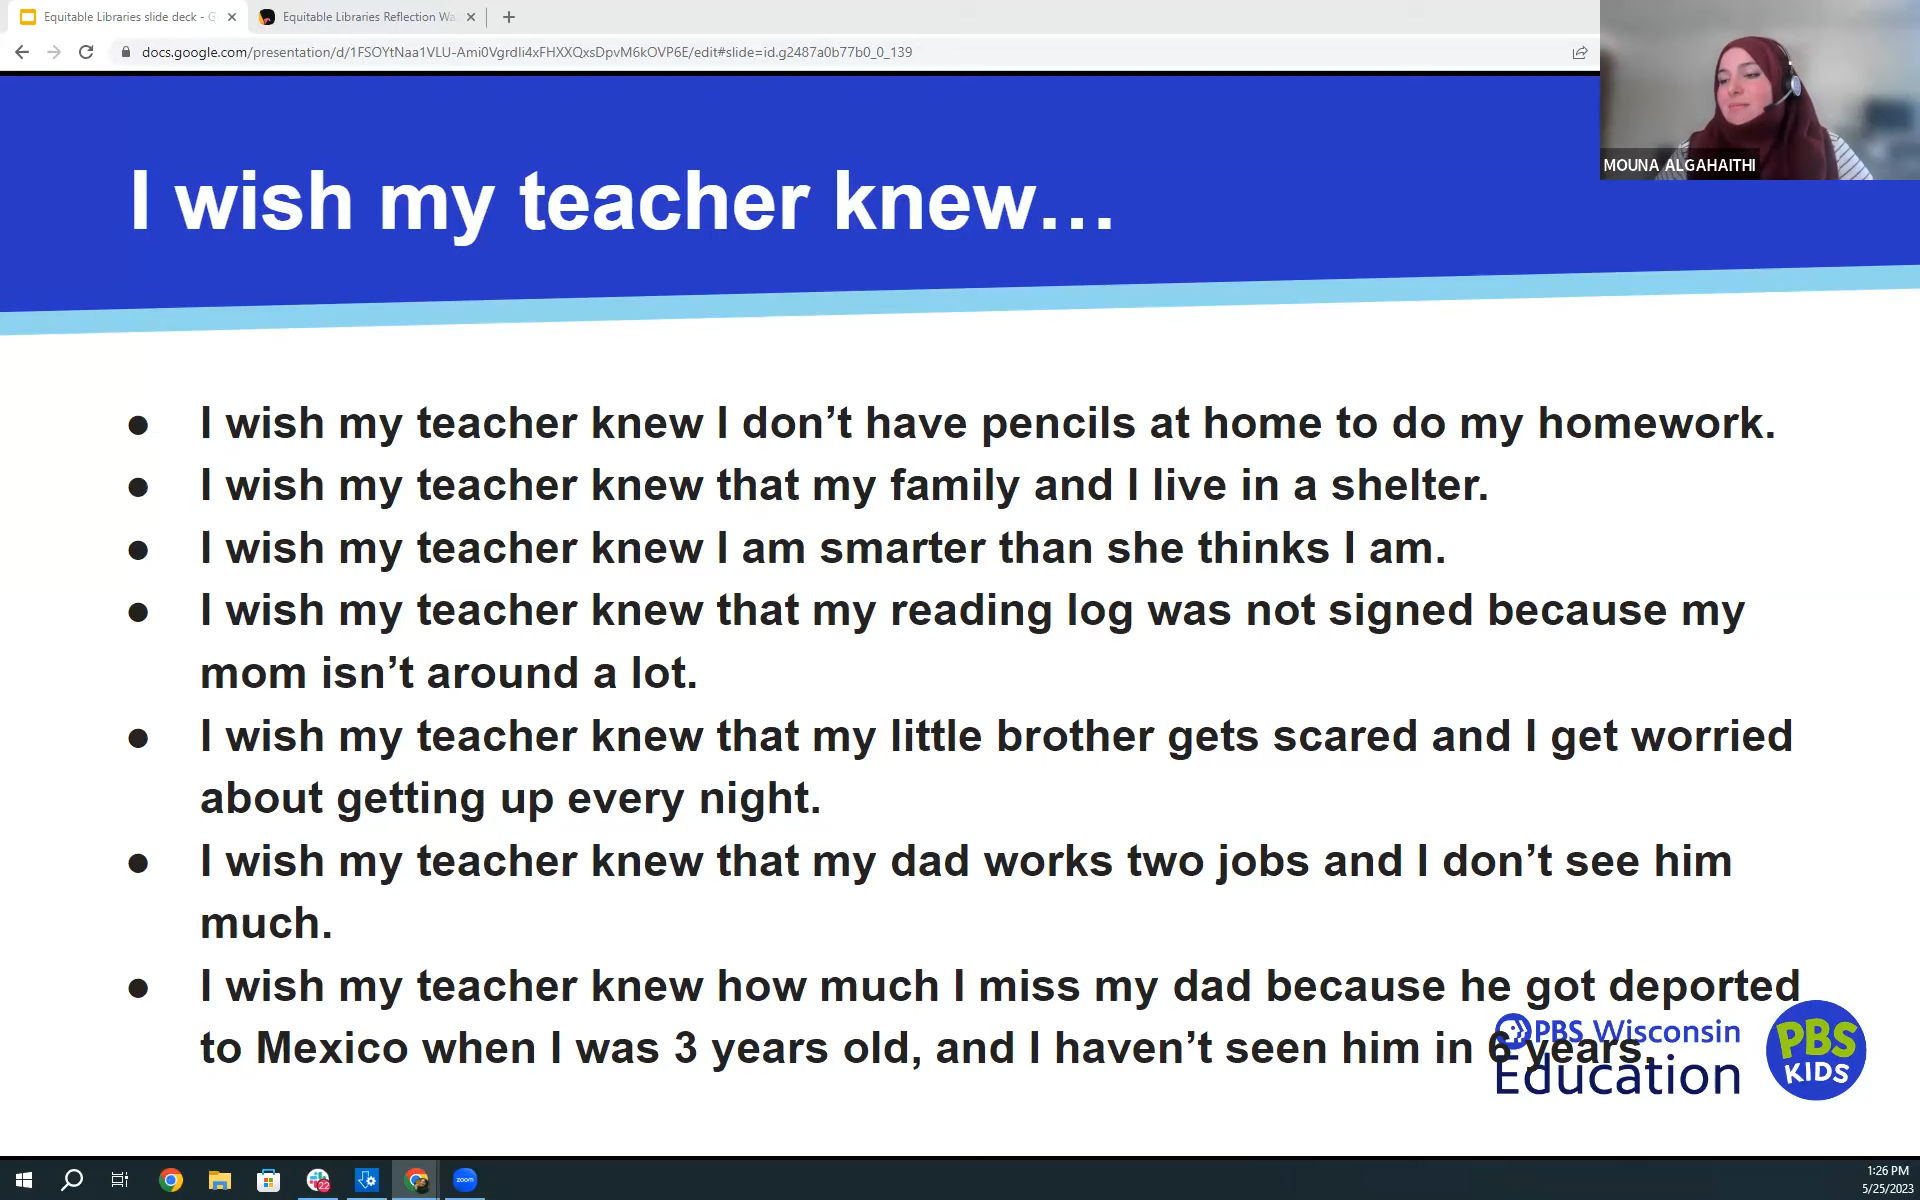 Equitable Libraries slide deck - G
Equitable Libraries Reflection Wa
docs.google.com/presentation/d/1FSOYtNaa1VLU-Ami0Vgrdli4xFHXXQxsDpvM6kOVP6E/edit#slide=id.g2487a0b77b0_0_139
MOUNA ALGAHAITHI
I wish my teacher knew…
● I wish my teacher knew I don’t have pencils at home to do my homework.
● I wish my teacher knew that my family and I live in a shelter.
● I wish my teacher knew I am smarter than she thinks I am.
● I wish my teacher knew that my reading log was not signed because my
mom isn’t around a lot.
● I wish my teacher knew that my little brother gets scared and I get worried
about getting up every night.
● I wish my teacher knew that my dad works two jobs and I don’t see him
much.
● I wish my teacher knew how much I miss my dad because he got deported
to Mexico when I was 3 years old, and I haven’t seen him in 6 years.
PBS Wisconsin
Education
PBS
KIDS
22
zoom
1:26 PM
5/25/2023